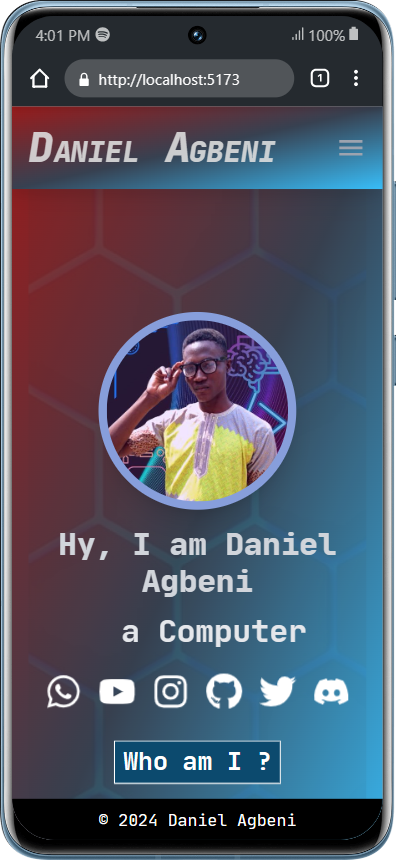 4:01 PM 100%
http://localhost:5173 1
Daniel Agbeni
Hy, I am Daniel
Agbeni
a Computer
Who am I ?
© 2024 Daniel Agbeni